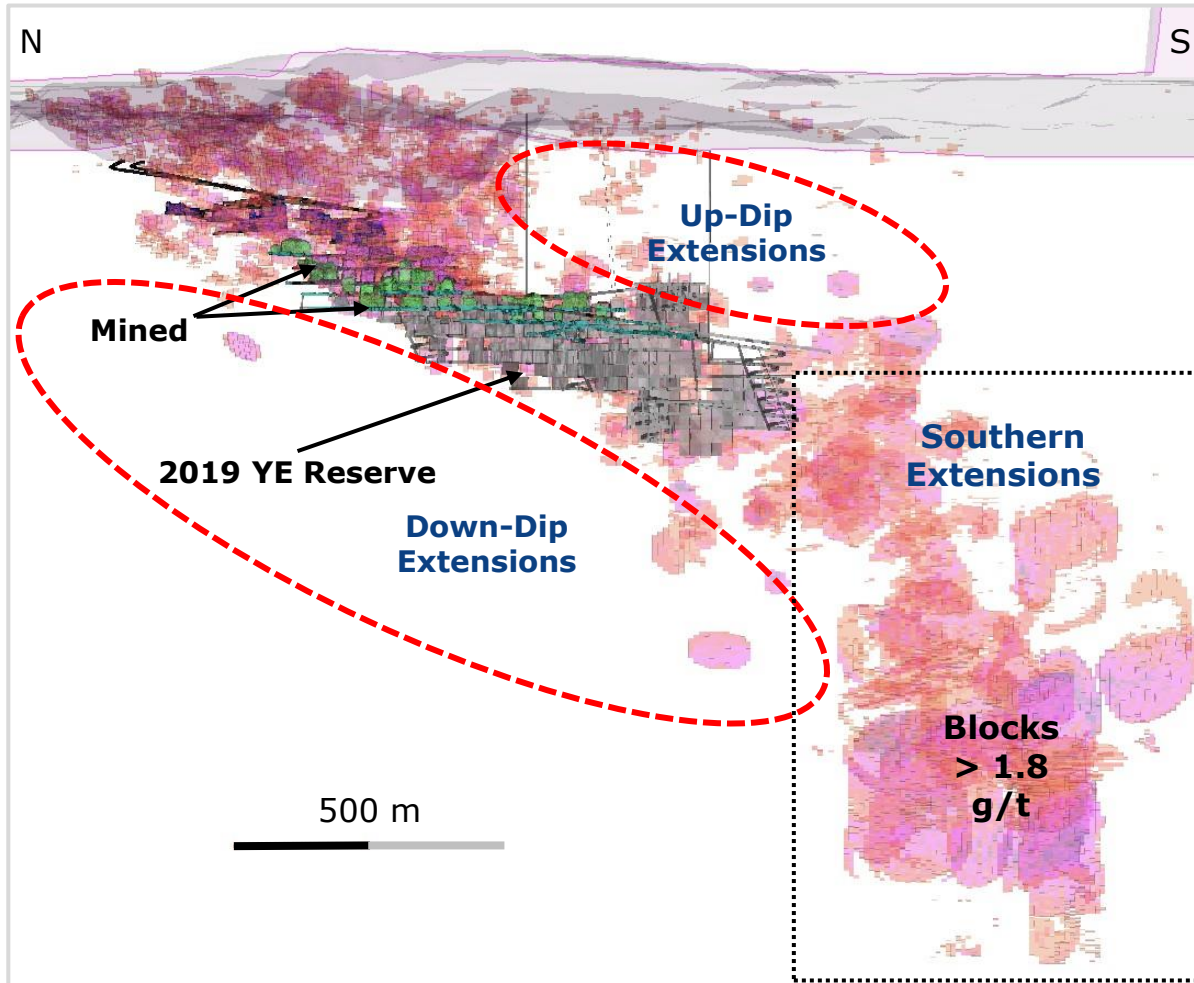 N
S
Up-Dip
Extensions
Mined
2019 YE Reserve
Southern
Extensions
Down-Dip
Extensions
Blocks
> 1.8
g/t
500 m